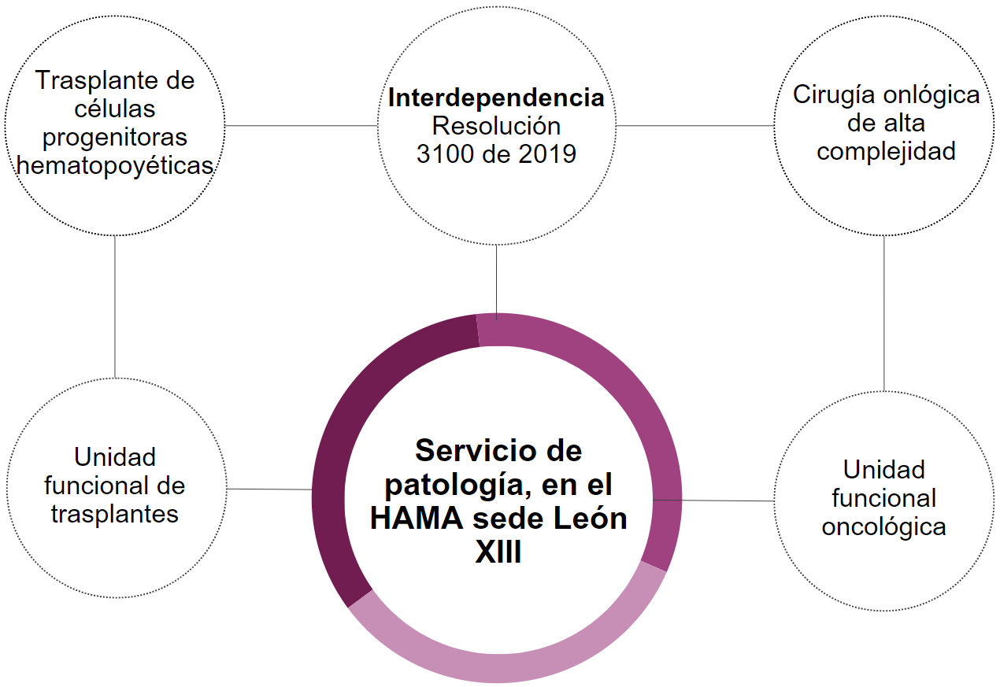 Trasplante de
células
progenitoras
hematopoyéticas
Interdependencia
Resolución
3100 de 2019
Cirugía onlógica
de alta
complejidad
Unidad
funcional de
trasplantes
Servicio de
patología, en el
HAMA sede León
XIII
Unidad
funcional
oncológica